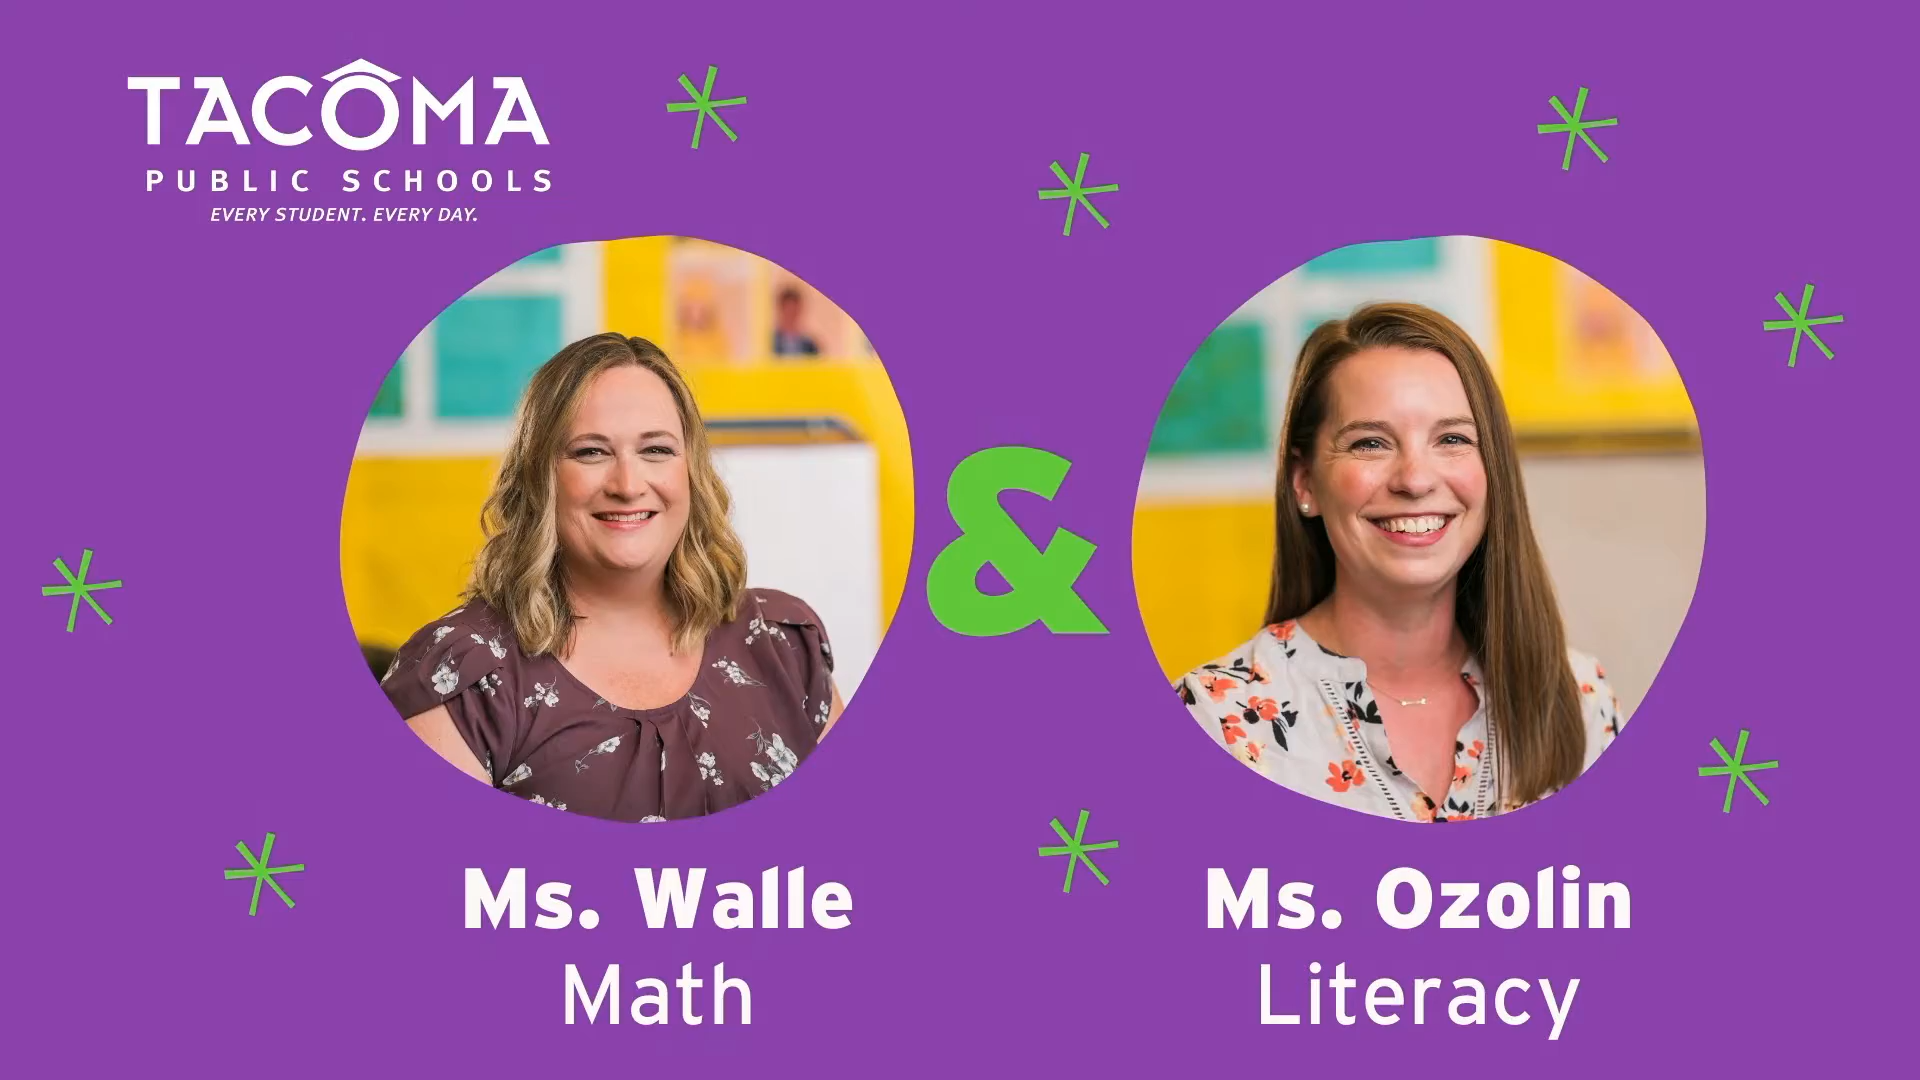 TACOMA
PUBLIC SCHOOLS
EVERY STUDENT. EVERY DAY.
&
Ms. Walle
Math
Ms. Ozolin
Literacy